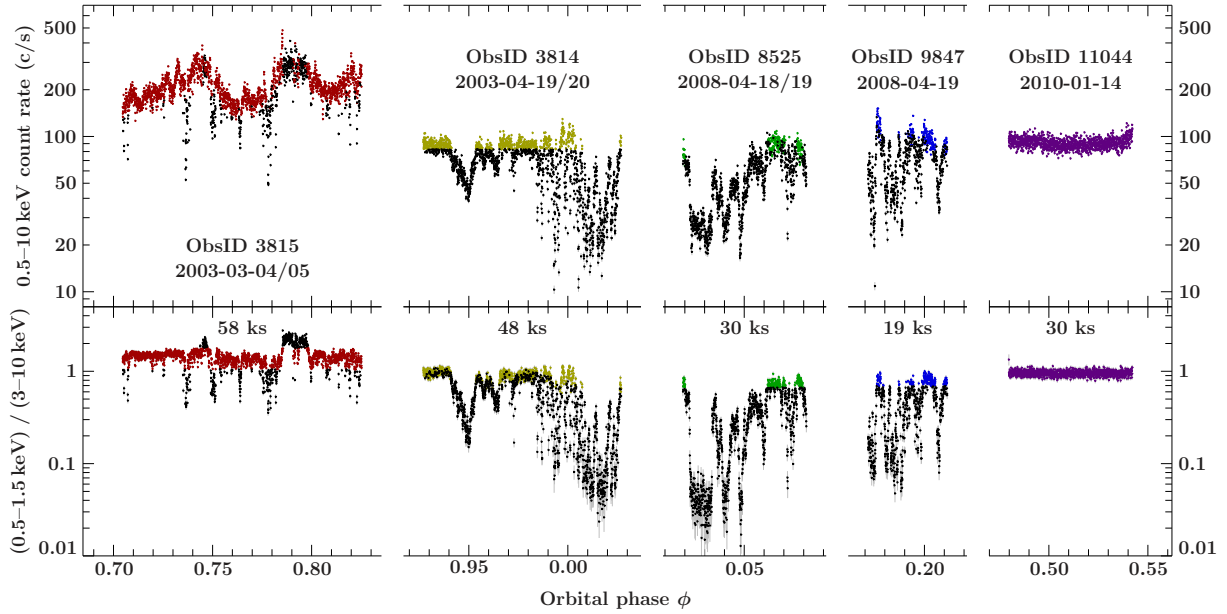 0.5–10 keV count rate (c/s)
500
200
100
50
20
10
ObsID 3815
2003-03-04/05
ObsID 3814
2003-04-19/20
ObsID 8525
2008-04-18/19
ObsID 9847
2008-04-19
ObsID 11044
2010-01-14
500
200
100
50
20
10
(0.5–1.5 keV) / (3–10 keV)
1
0.1
0.01
58 ks
48 ks
30 ks
19 ks
30 ks
1
0.1
0.01
0.70 0.75 0.80 0.95 0.00 0.05 0.20 0.50 0.55
Orbital phase ϕ